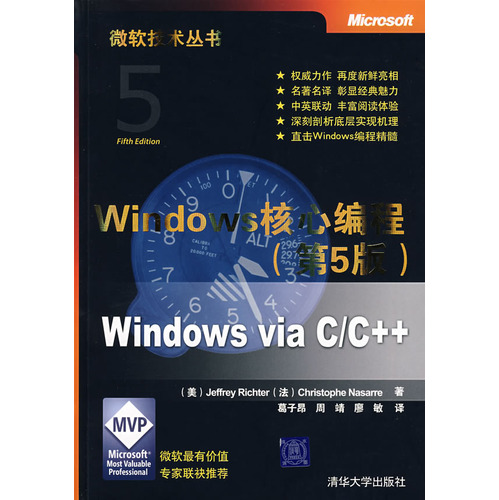 Microsoft
微软技术丛书
5
Fifth Edition
★ 权威力作 再度新鲜亮相
★ 名著名译 彰显经典魅力
★ 中英联动 丰富阅读体验
★ 深刻剖析底层实现机理
★ 直击Windows编程精髓
Windows核心编程
(第5版)
ALT
CALIBRATED
Windows via C/C++
(美) Jeffrey Richter (法) Christophe Nasarre 著
葛子昂 周 靖 廖 敏 译
MVP
Microsoft®
Most Valuable
Professional
微软最有价值
专家联袂推荐
清华大学出版社